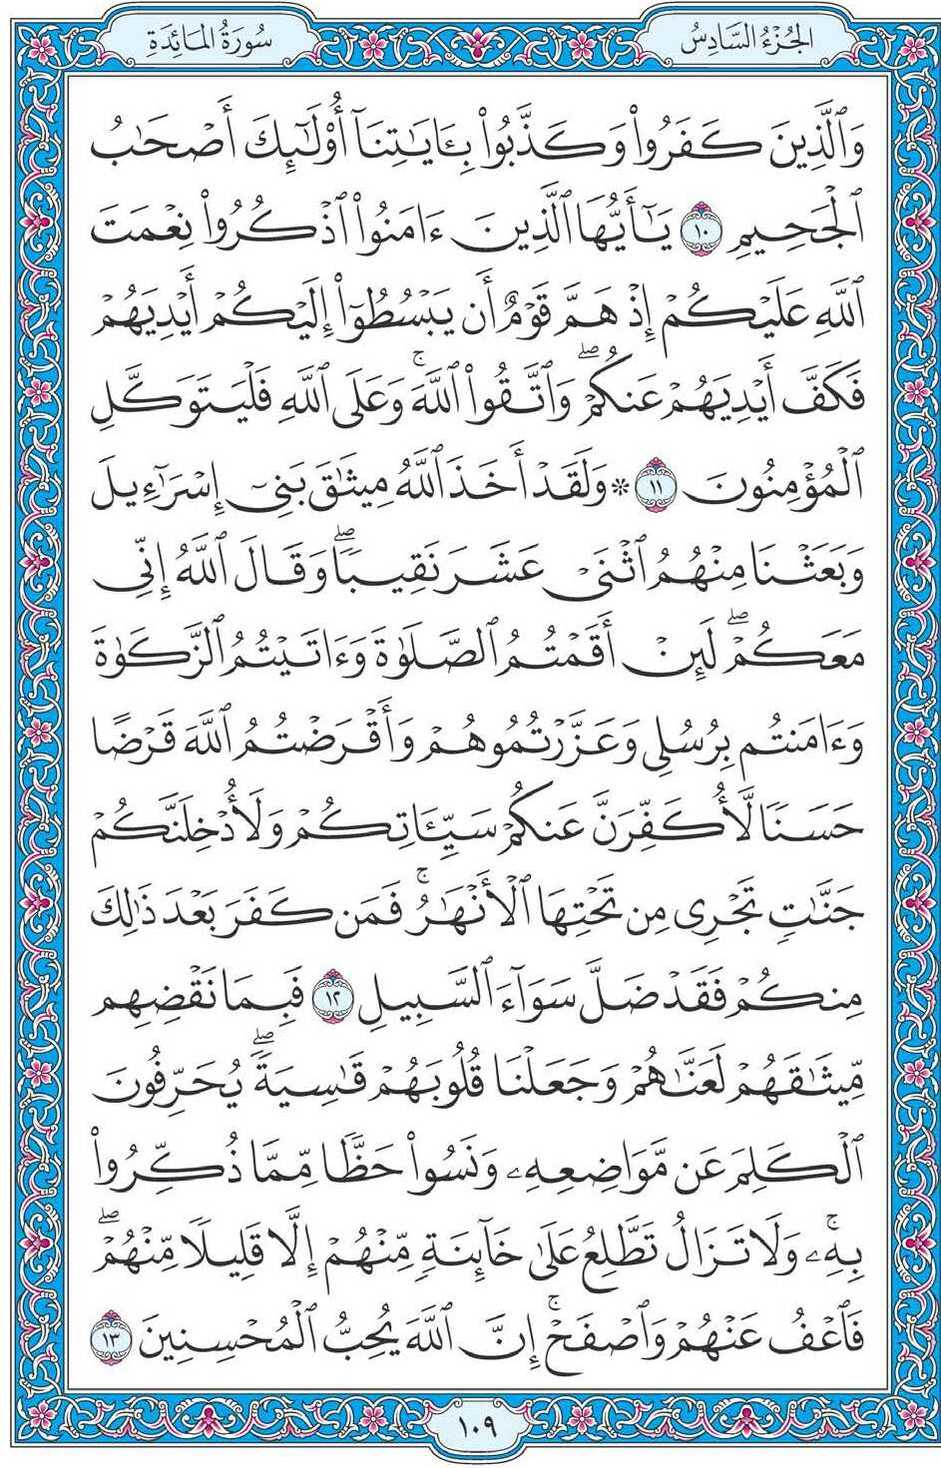 الجُزْءُ السَّادِسُ
سُورَةُ المَائِدَةِ
وَٱلَّذِينَ كَفَرُوا۟ وَكَذَّبُوا۟ بِـَٔايَـٰتِنَآ أُو۟لَـٰٓئِكَ أَصْحَـٰبُ
ٱلْجَحِيمِ ١٠ يَـٰٓأَيُّهَا ٱلَّذِينَ ءَامَنُوا۟ ٱذْكُرُوا۟ نِعْمَتَ
ٱللَّهِ عَلَيْكُمْ إِذْ هَمَّ قَوْمٌ أَن يَبْسُطُوٓا۟ إِلَيْكُمْ أَيْدِيَهُمْ
فَكَفَّ أَيْدِيَهُمْ عَنكُمْ ۖ وَٱتَّقُوا۟ ٱللَّهَ ۚ وَعَلَى ٱللَّهِ فَلْيَتَوَكَّلِ
ٱلْمُؤْمِنُونَ ١١ ۞ وَلَقَدْ أَخَذَ ٱللَّهُ مِيثَـٰقَ بَنِىٓ إِسْرَٰٓءِيلَ
وَبَعَثْنَا مِنْهُمُ ٱثْنَىْ عَشَرَ نَقِيبًا ۖ وَقَالَ ٱللَّهُ إِنِّى
مَعَكُمْ ۖ لَئِنْ أَقَمْتُمُ ٱلصَّلَوٰةَ وَءَاتَيْتُمُ ٱلزَّكَوٰةَ
وَءَامَنتُم بِرُسُلِى وَعَزَّرْتُمُوهُمْ وَأَقْرَضْتُمُ ٱللَّهَ قَرْضًا
حَسَنًا لَّأُكَفِّرَنَّ عَنكُمْ سَيِّـَٔاتِكُمْ وَلَأُدْخِلَنَّكُمْ
جَنَّـٰتٍ تَجْرِى مِن تَحْتِهَا ٱلْأَنْهَـٰرُ ۚ فَمَن كَفَرَ بَعْدَ ذَٰلِكَ
مِنكُمْ فَقَدْ ضَلَّ سَوَآءَ ٱلسَّبِيلِ ١٢ فَبِمَا نَقْضِهِم
مِّيثَـٰقَهُمْ لَعَنَّـٰهُمْ وَجَعَلْنَا قُلُوبَهُمْ قَـٰسِيَةً ۖ يُحَرِّفُونَ
ٱلْكَلِمَ عَن مَّوَاضِعِهِۦ وَنَسُوا۟ حَظًّا مِّمَّا ذُكِّرُوا۟
بِهِۦ ۚ وَلَا تَزَالُ تَطَّلِعُ عَلَىٰ خَآئِنَةٍ مِّنْهُمْ إِلَّا قَلِيلًا مِّنْهُمْ ۖ
فَٱعْفُ عَنْهُمْ وَٱصْفَحْ ۚ إِنَّ ٱللَّهَ يُحِبُّ ٱلْمُحْسِنِينَ ١٣
١٠٩